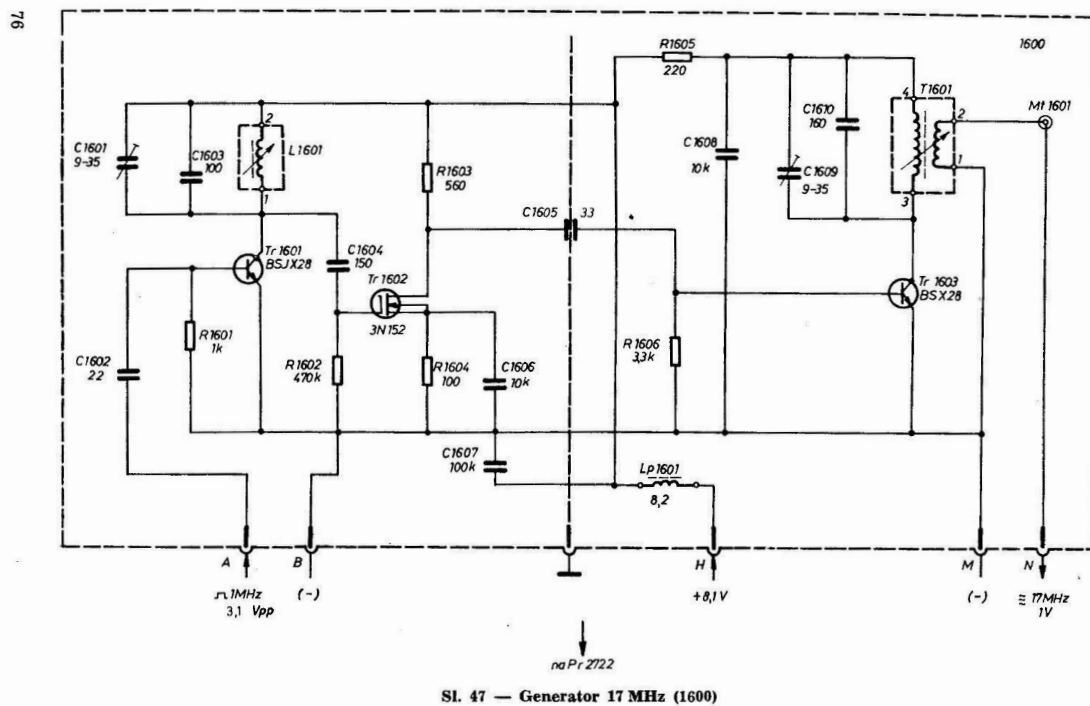 76
1600
R1605
220
C1610
160
T1601
4
2
1
3
Mt 1601
C1601
9-35
C1603
100
2
L1601
1
R1603
560
C1608
10k
C1609
9-35
C1605
33
Tr 1601
BSJX28
C1604
150
Tr 1602
3N152
Tr 1603
BSX28
R1601
1k
C1602
22
R1602
470k
R1604
100
C1606
10k
R1606
3,3k
C1607
100k
Lp1601
8,2
A
B
H
M
N
1MHz
3,1 Vpp
(-)
+8,1V
(-)
≡ 17MHz
1V
na Pr 2722
Sl. 47 — Generator 17 MHz (1600)